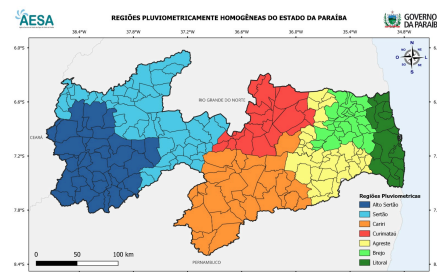 AESA
REGIÕES PLUVIOMETRICAMENTE HOMOGÊNEAS DO ESTADO DA PARAÍBA
GOVERNO
DA PARAÍBA
38.4°W 37.8°W 37.2°W 36.6°W 36°W 35.4°W 34.8°W
6.0°S
N
O L
S
RIO GRANDE DO NORTE
6.6°S
CEARÁ
7.2°S
7.8°S
8.4°S
PERNAMBUCO
Regiões Pluviometricas
Alto Sertão
Sertão
Cariri
Curimataú
Agreste
Brejo
Litoral
0 50 100 km